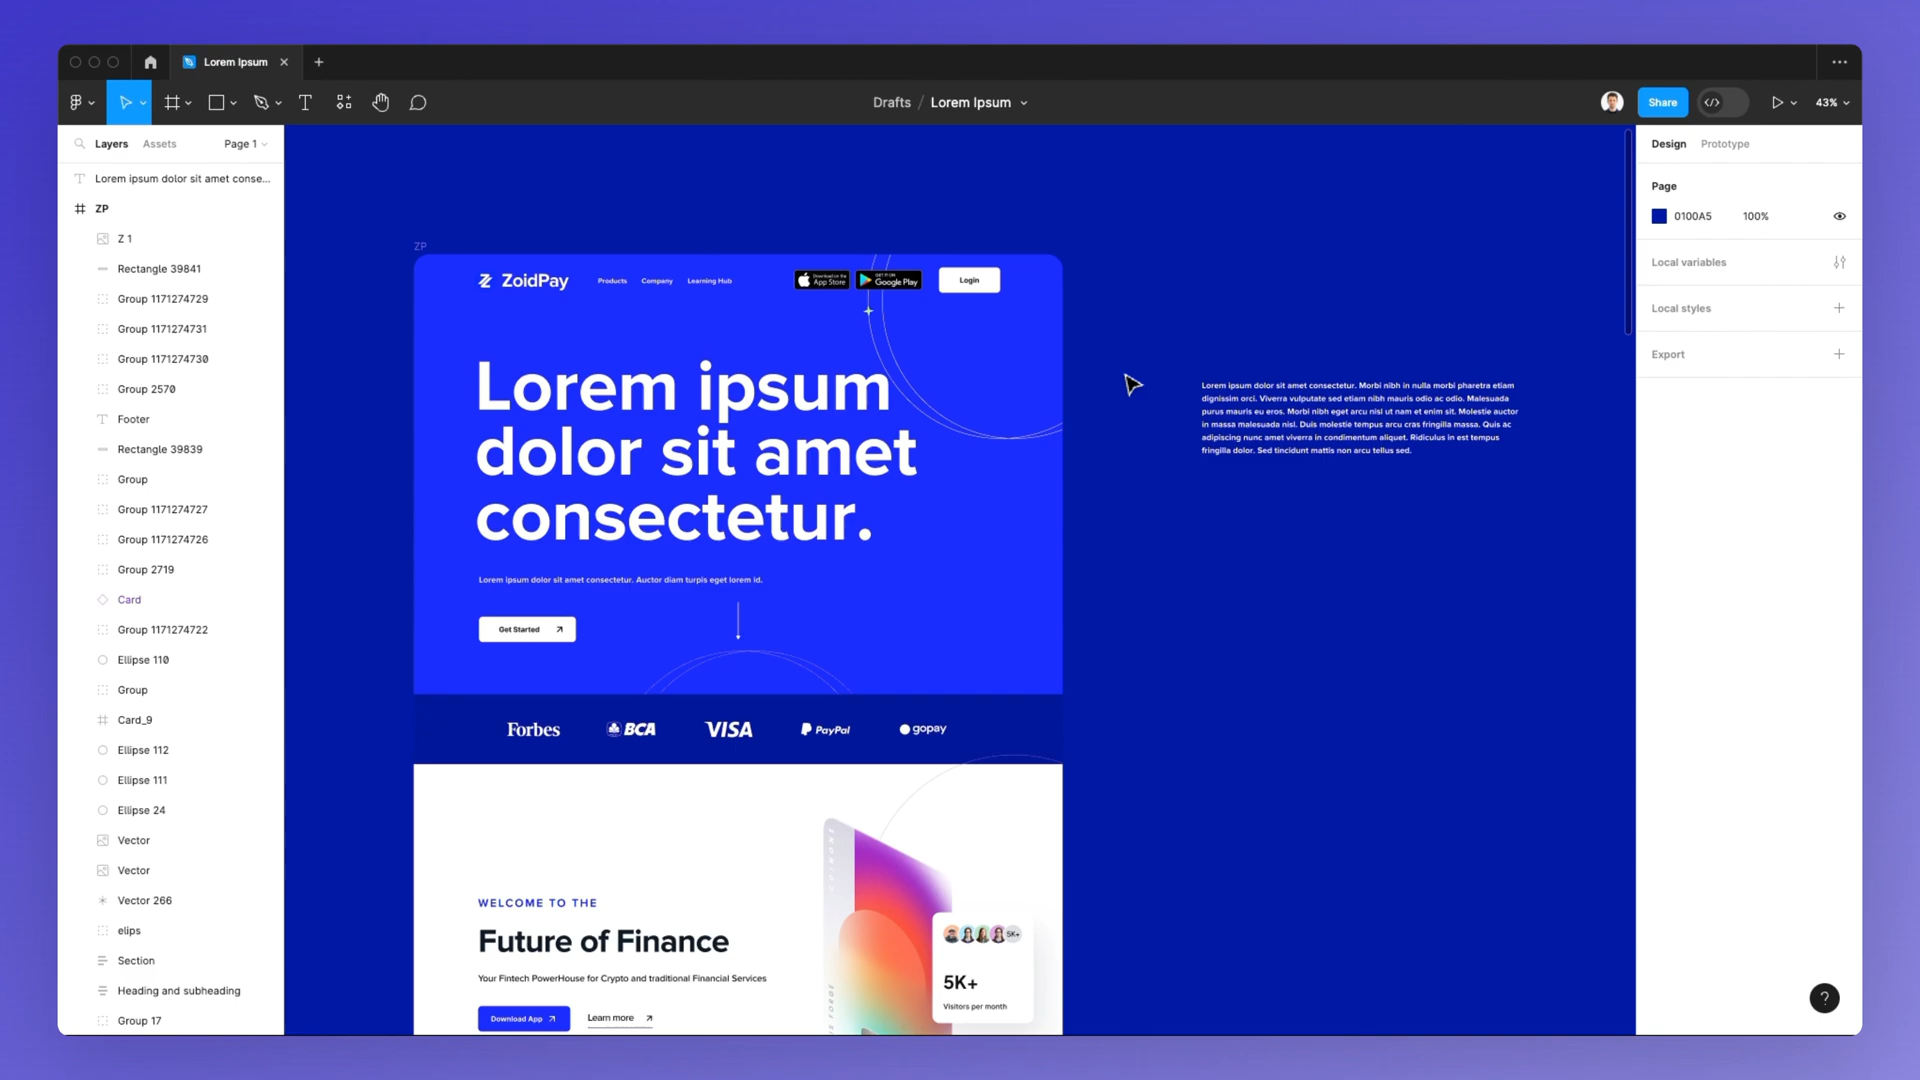 Lorem Ipsum
Drafts / Lorem Ipsum
Share
43%
Layers
Assets
Page 1
Lorem ipsum dolor sit amet conse...
ZP
Z 1
Rectangle 39841
Group 1171274729
Group 1171274731
Group 1171274730
Group 2570
Footer
Rectangle 39839
Group
Group 1171274727
Group 1171274726
Group 2719
Card
Group 1171274722
Ellipse 110
Group
Card_9
Ellipse 112
Ellipse 111
Ellipse 24
Vector
Vector
Vector 266
elips
Section
Heading and subheading
Group 17
ZP
ZoidPay
Products
Company
Learning Hub
Download on the
App Store
GET IT ON
Google Play
Login
Lorem ipsum
dolor sit amet
consectetur.
Lorem ipsum dolor sit amet consectetur. Auctor diam turpis eget lorem id.
Get Started
Forbes
BCA
VISA
PayPal
gopay
WELCOME TO THE
Future of Finance
Your Fintech PowerHouse for Crypto and traditional Financial Services
Download App
Learn more
5K+
5K+
Visitors per month
Lorem ipsum dolor sit amet consectetur. Morbi nibh in nulla morbi pharetra etiam
dignissim orci. Viverra vulputate sed etiam nibh mauris odio ac odio. Malesuada
purus mauris eu eros. Morbi nibh eget arcu nisl ut nam et enim sit. Molestie auctor
in massa malesuada nisl. Duis molestie tempus arcu cras fringilla massa. Quis ac
adipiscing nunc amet viverra in condimentum aliquet. Ridiculus in est tempus
fringilla dolor. Sed tincidunt mattis non arcu tellus sed.
Design
Prototype
Page
0100A5
100%
Local variables
Local styles
Export
?